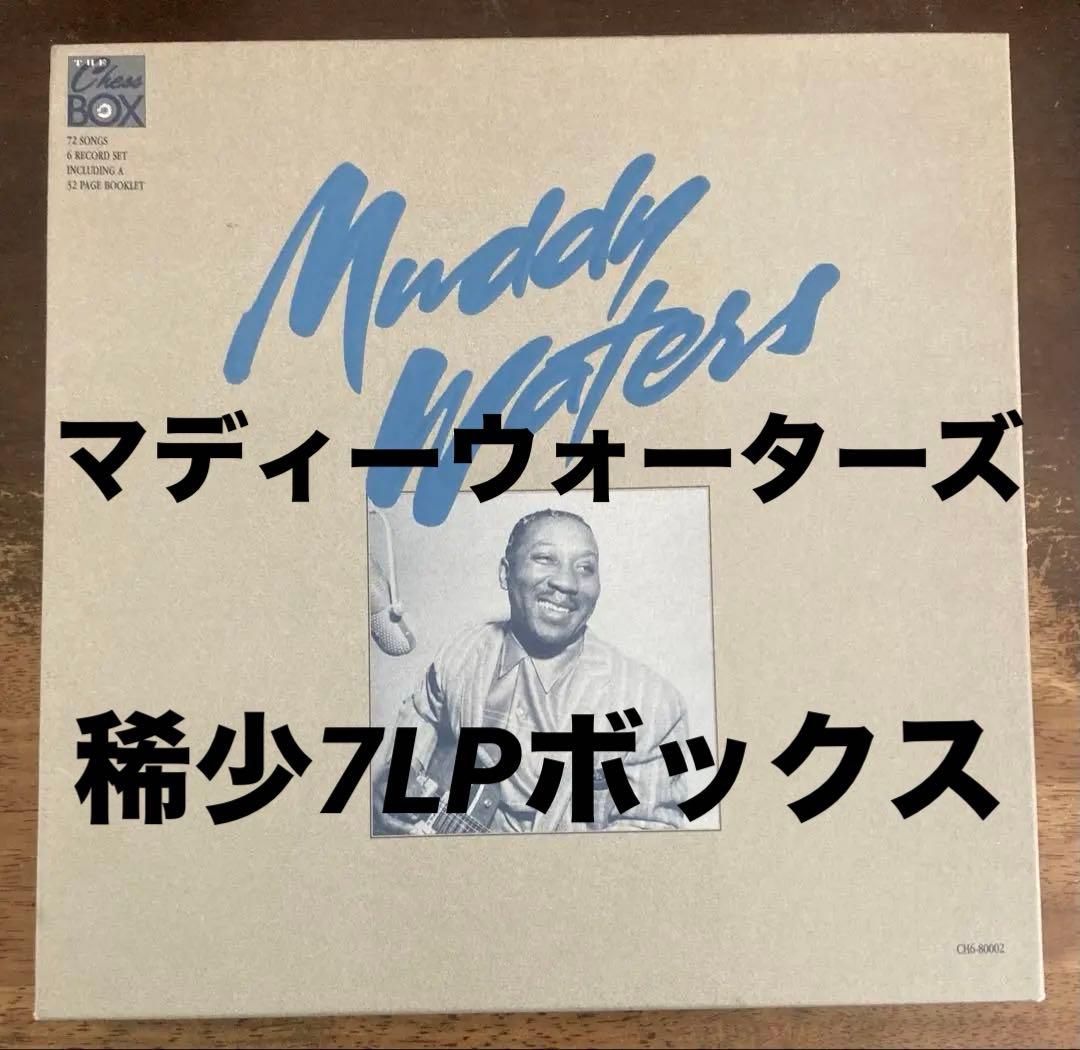 THE
Chess
BOX
72 SONGS
6 RECORD SET
INCLUDING A
32 PAGE BOOKLET
Muddy
Waters
マディーウォーターズ
稀少7LPボックス
CH6-80002